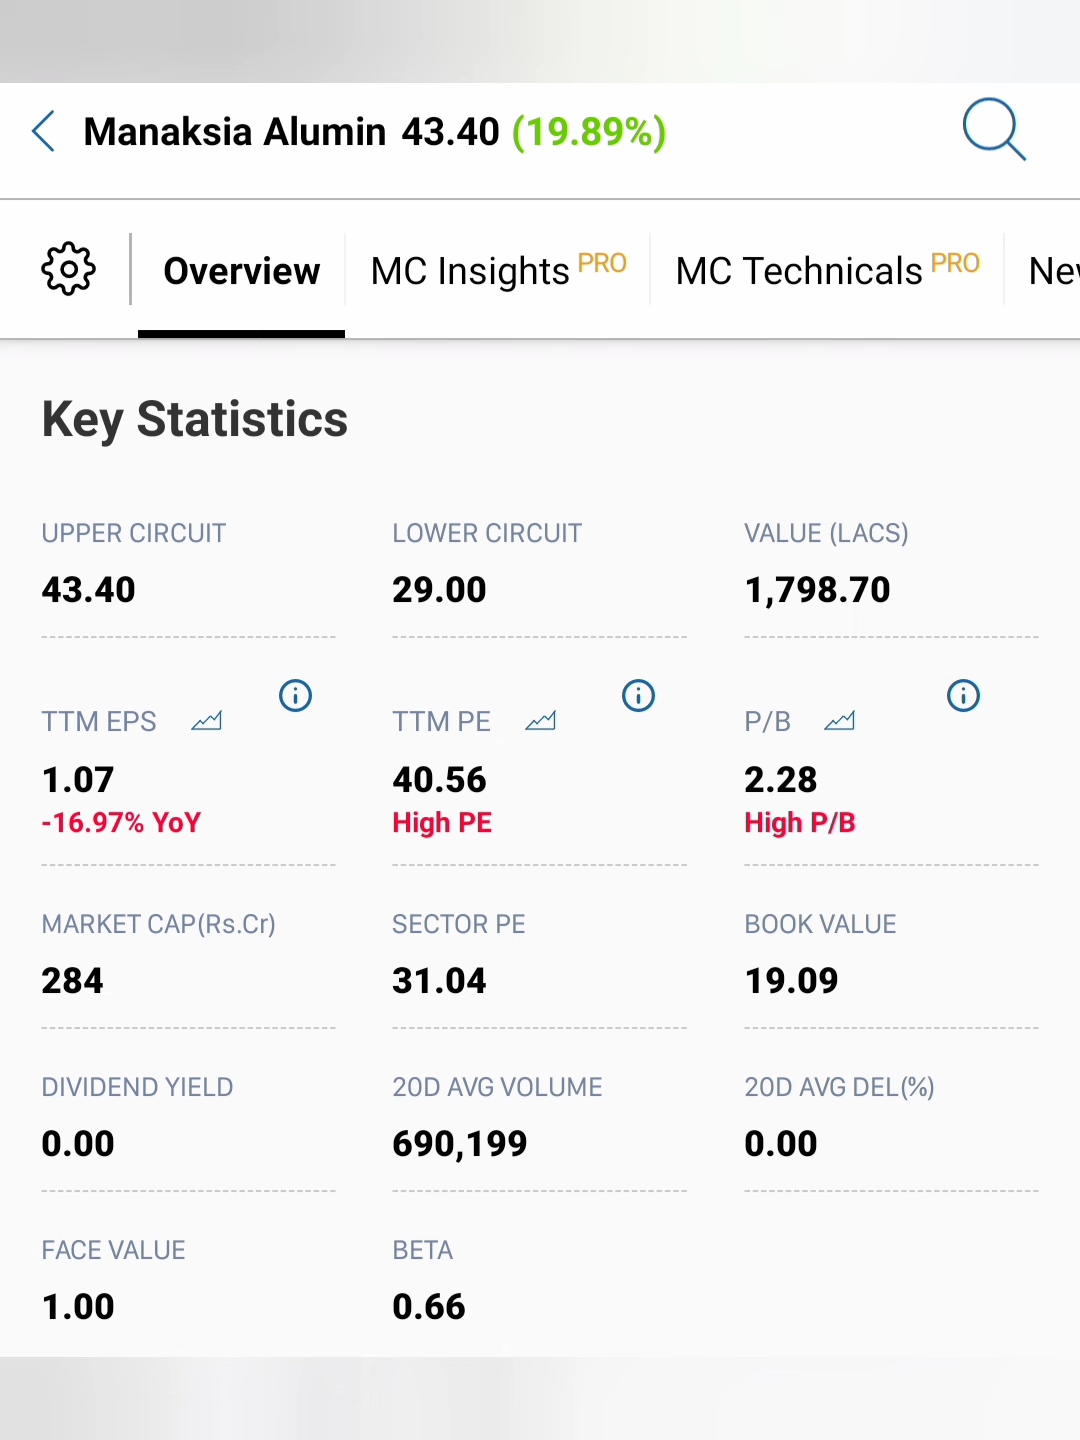 Manaksia Alumin 43.40 (19.89%)
Overview MC Insights PRO MC Technicals PRO
Key Statistics
UPPER CIRCUIT LOWER CIRCUIT VALUE (LACS)
43.40 29.00 1,798.70
TTM EPS TTM PE P/B
1.07 40.56 2.28
-16.97% YoY High PE High P/B
MARKET CAP(Rs.Cr) SECTOR PE BOOK VALUE
284 31.04 19.09
DIVIDEND YIELD 20D AVG VOLUME 20D AVG DEL(%)
0.00 690,199 0.00
FACE VALUE BETA
1.00 0.66